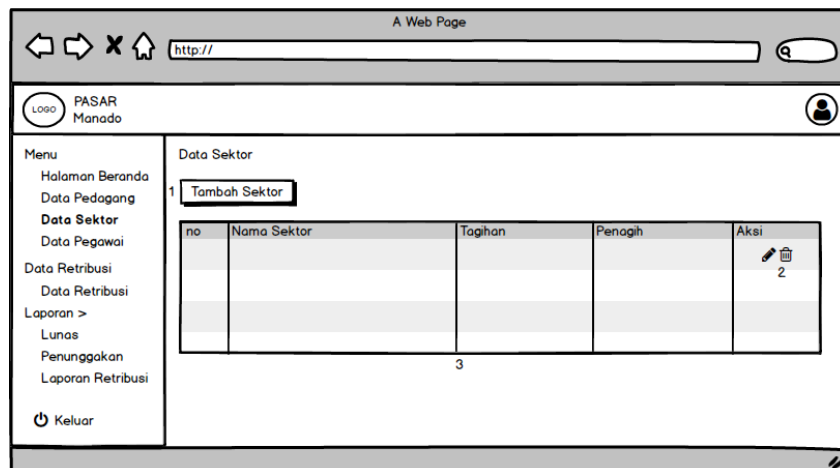 A Web Page
http://
LOGO
PASAR
Manado
Menu
Halaman Beranda
Data Pedagang
Data Sektor
Data Pegawai
Data Retribusi
Data Retribusi
Laporan >
Lunas
Penunggakan
Laporan Retribusi
Keluar
Data Sektor
1 Tambah Sektor
no Nama Sektor Tagihan Penagih Aksi
2
3